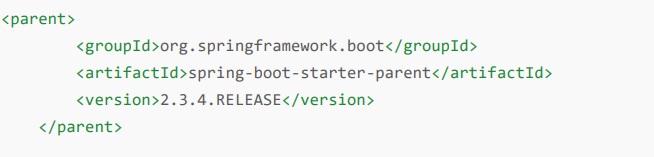 <parent>
        <groupId>org.springframework.boot</groupId>
        <artifactId>spring-boot-starter-parent</artifactId>
        <version>2.3.4.RELEASE</version>
    </parent>